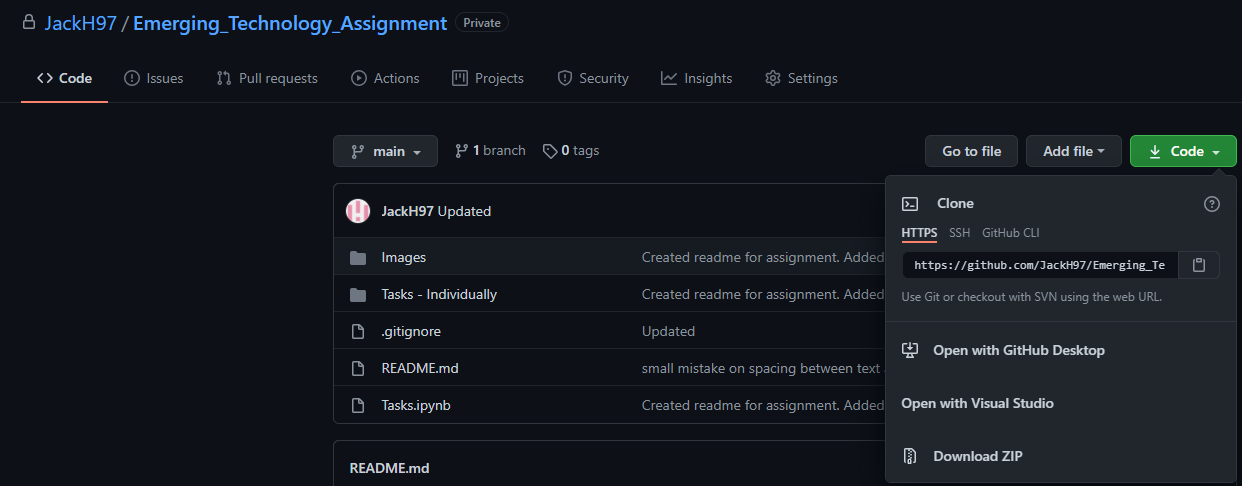 JackH97 / Emerging_Technology_Assignment Private
Code Issues Pull requests Actions Projects Security Insights Settings
main 1 branch 0 tags Go to file Add file Code
JackH97 Updated
Images Created readme for assignment. Added
Tasks - Individually Created readme for assignment. Added
.gitignore Updated
README.md small mistake on spacing between text
Tasks.ipynb Created readme for assignment. Added
README.md
Clone
HTTPS SSH GitHub CLI
https://github.com/JackH97/Emerging_Te
Use Git or checkout with SVN using the web URL.
Open with GitHub Desktop
Open with Visual Studio
Download ZIP